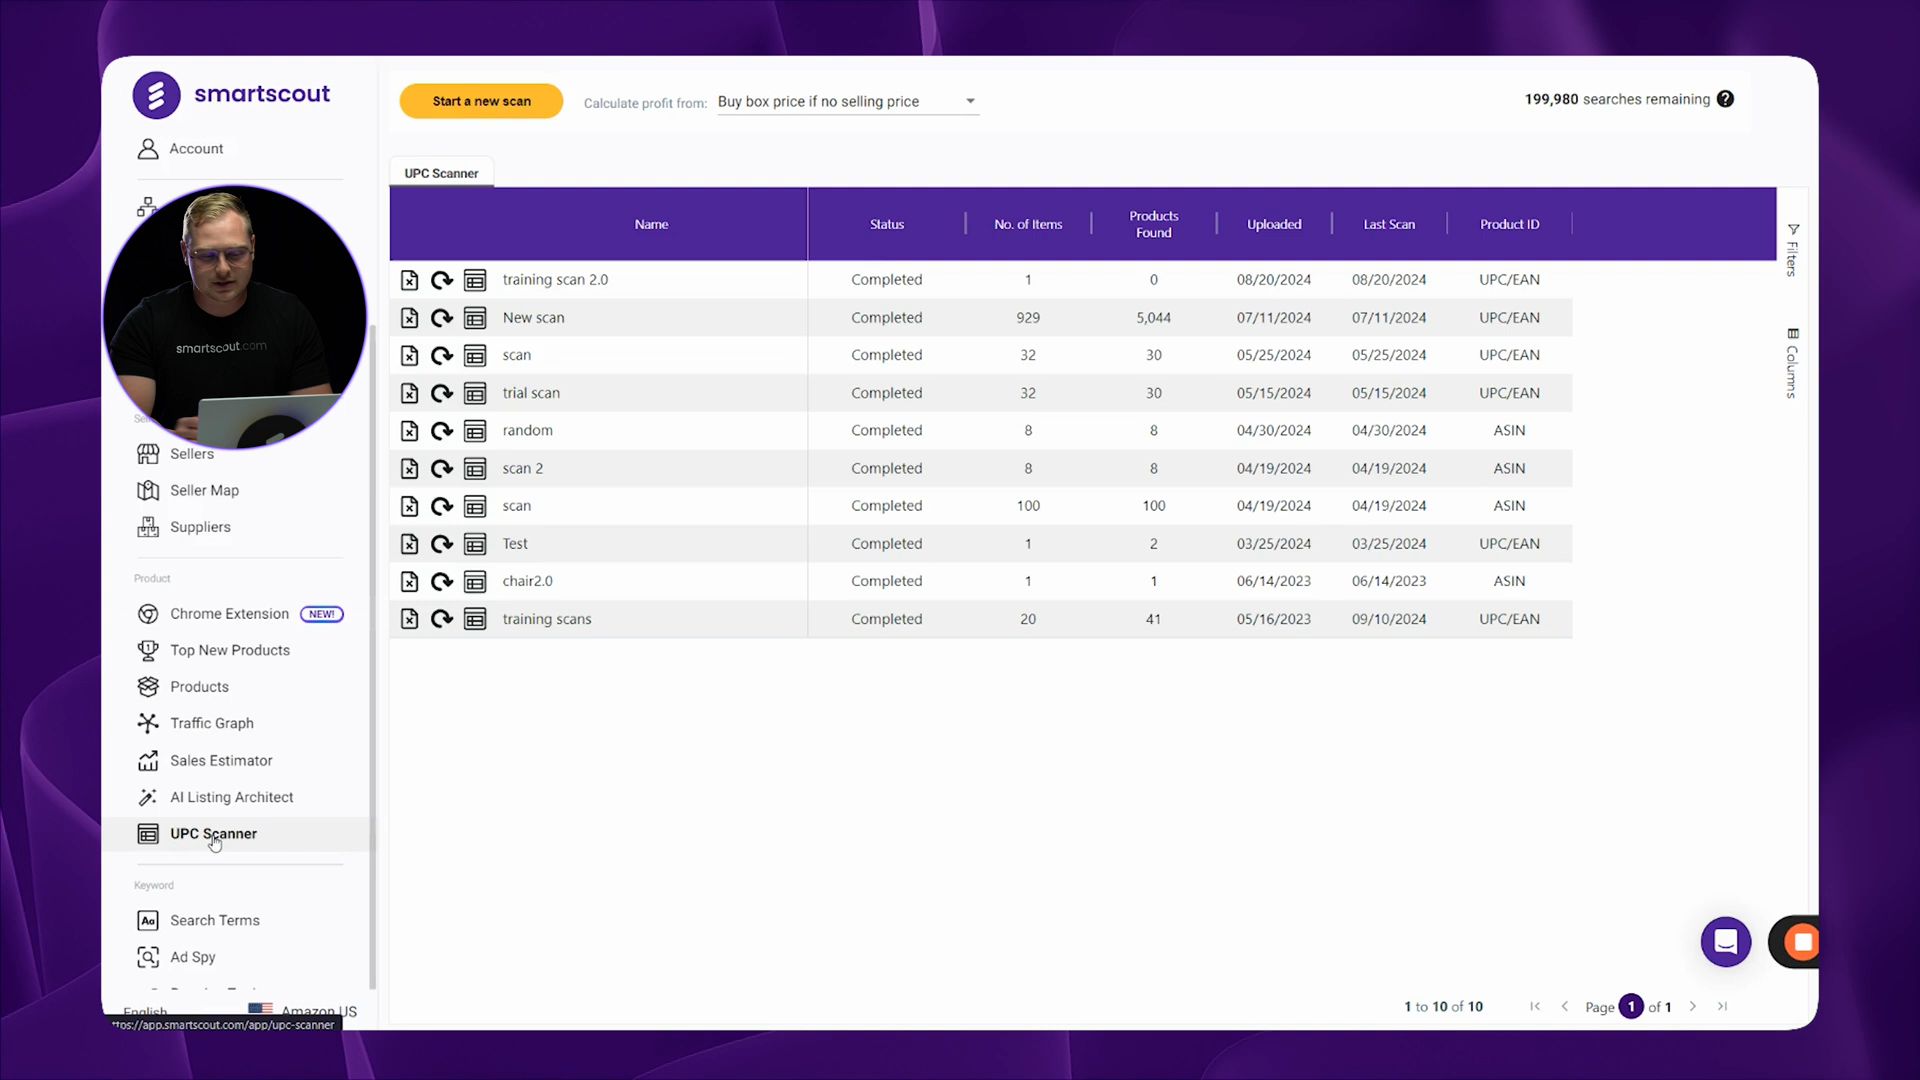 smartscout
Account
smartscout.com
Sellers
Seller Map
Suppliers
Product
Chrome Extension NEW!
Top New Products
Products
Traffic Graph
Sales Estimator
AI Listing Architect
UPC Scanner
Keyword
Search Terms
Ad Spy
English Amazon US
ttps://app.smartscout.com/app/upc-scanner
Start a new scan
Calculate profit from: Buy box price if no selling price
199,980 searches remaining ?
UPC Scanner
Name Status No. of Items Products Found Uploaded Last Scan Product ID
training scan 2.0 Completed 1 0 08/20/2024 08/20/2024 UPC/EAN
New scan Completed 929 5,044 07/11/2024 07/11/2024 UPC/EAN
scan Completed 32 30 05/25/2024 05/25/2024 UPC/EAN
trial scan Completed 32 30 05/15/2024 05/15/2024 UPC/EAN
random Completed 8 8 04/30/2024 04/30/2024 ASIN
scan 2 Completed 8 8 04/19/2024 04/19/2024 ASIN
scan Completed 100 100 04/19/2024 04/19/2024 ASIN
Test Completed 1 2 03/25/2024 03/25/2024 UPC/EAN
chair2.0 Completed 1 1 06/14/2023 06/14/2023 ASIN
training scans Completed 20 41 05/16/2023 09/10/2024 UPC/EAN
Filters
Columns
1 to 10 of 10 Page 1 of 1